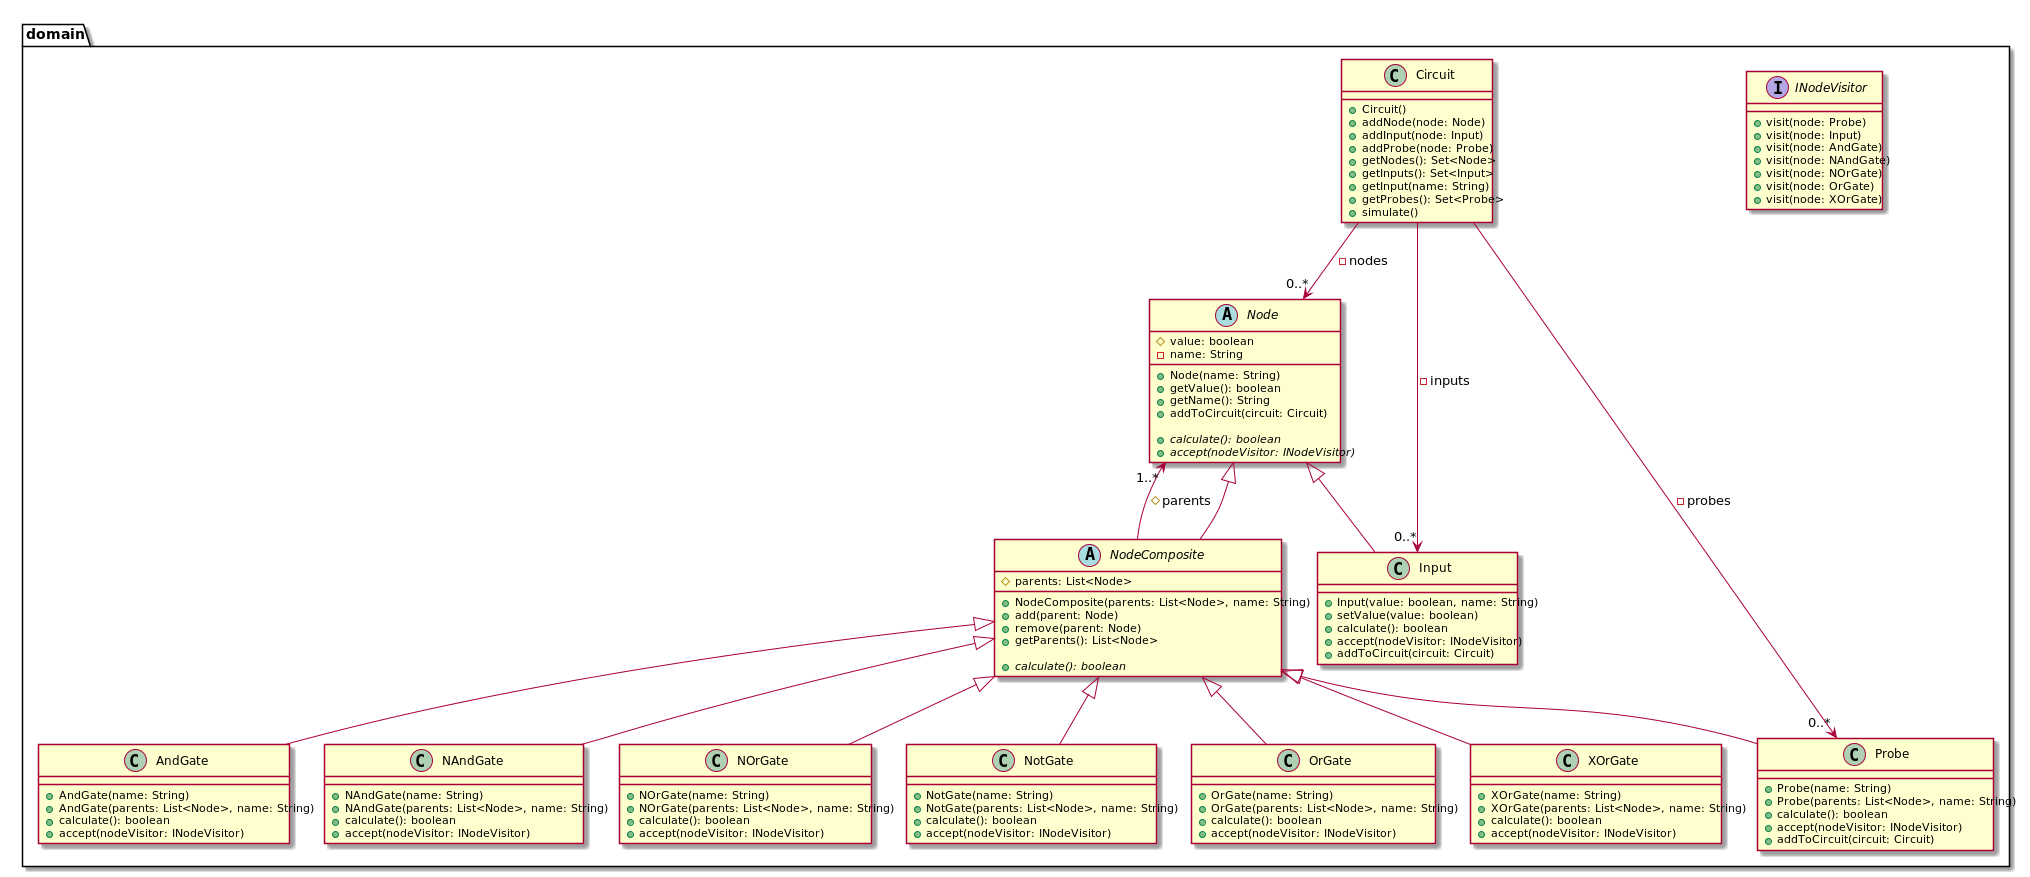 domain
C Circuit
Circuit()
addNode(node: Node)
addInput(node: Input)
addProbe(node: Probe)
getNodes(): Set<Node>
getInputs(): Set<Input>
getInput(name: String)
getProbes(): Set<Probe>
simulate()
I INodeVisitor
visit(node: Probe)
visit(node: Input)
visit(node: AndGate)
visit(node: NAndGate)
visit(node: NOrGate)
visit(node: OrGate)
visit(node: XOrGate)
nodes
0..*
A Node
value: boolean
name: String
Node(name: String)
getValue(): boolean
getName(): String
addToCircuit(circuit: Circuit)
calculate(): boolean
accept(nodeVisitor: INodeVisitor)
inputs
0..*
probes
0..*
1..*
parents
A NodeComposite
parents: List<Node>
NodeComposite(parents: List<Node>, name: String)
add(parent: Node)
remove(parent: Node)
getParents(): List<Node>
calculate(): boolean
C Input
Input(value: boolean, name: String)
setValue(value: boolean)
calculate(): boolean
accept(nodeVisitor: INodeVisitor)
addToCircuit(circuit: Circuit)
C AndGate
AndGate(name: String)
AndGate(parents: List<Node>, name: String)
calculate(): boolean
accept(nodeVisitor: INodeVisitor)
C NAndGate
NAndGate(name: String)
NAndGate(parents: List<Node>, name: String)
calculate(): boolean
accept(nodeVisitor: INodeVisitor)
C NOrGate
NOrGate(name: String)
NOrGate(parents: List<Node>, name: String)
calculate(): boolean
accept(nodeVisitor: INodeVisitor)
C NotGate
NotGate(name: String)
NotGate(parents: List<Node>, name: String)
calculate(): boolean
accept(nodeVisitor: INodeVisitor)
C OrGate
OrGate(name: String)
OrGate(parents: List<Node>, name: String)
calculate(): boolean
accept(nodeVisitor: INodeVisitor)
C XOrGate
XOrGate(name: String)
XOrGate(parents: List<Node>, name: String)
calculate(): boolean
accept(nodeVisitor: INodeVisitor)
C Probe
Probe(name: String)
Probe(parents: List<Node>, name: String)
calculate(): boolean
accept(nodeVisitor: INodeVisitor)
addToCircuit(circuit: Circuit)